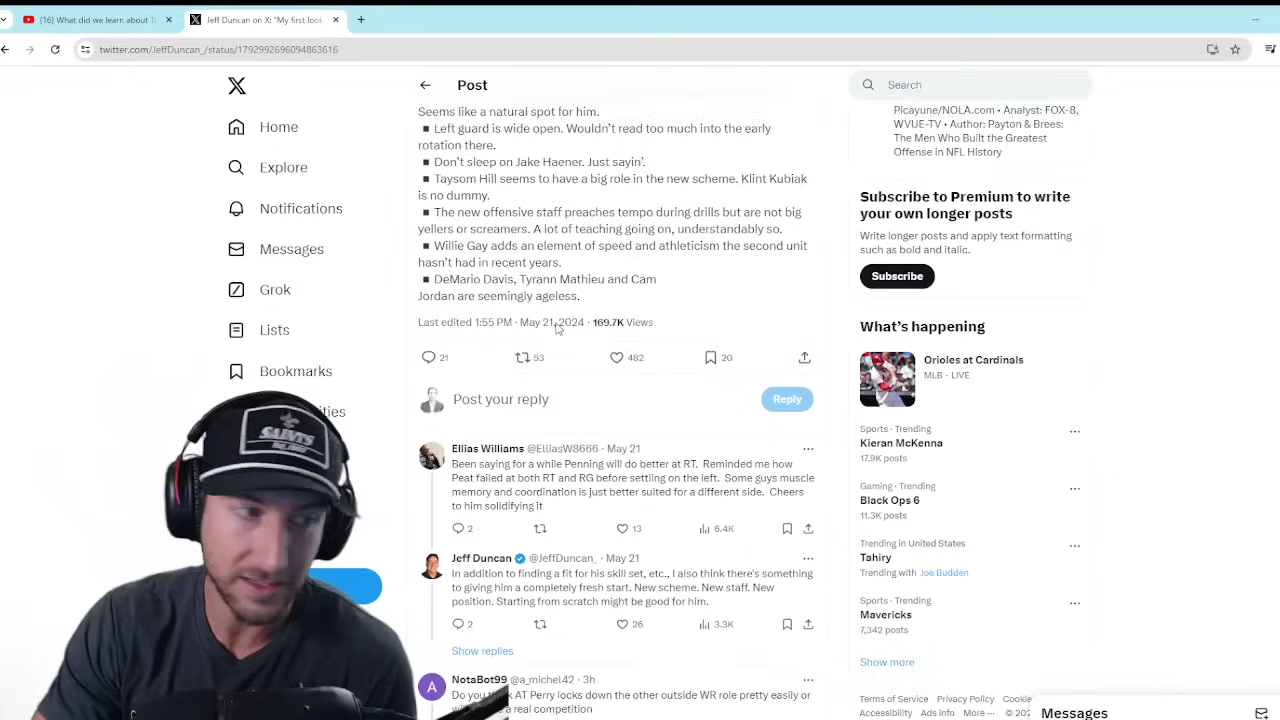 (16) What did we learn about 1
Jeff Duncan on X: "My first loo
twitter.com/JeffDuncan_/status/1792992696094863616
Home
Explore
Notifications
Messages
Grok
Lists
Bookmarks
Post
Seems like a natural spot for him.
▪Left guard is wide open. Wouldn't read too much into the early
rotation there.
▪Don't sleep on Jake Haener. Just sayin'.
▪Taysom Hill seems to have a big role in the new scheme. Klint Kubiak
is no dummy.
▪The new offensive staff preaches tempo during drills but are not big
yellers or screamers. A lot of teaching going on, understandably so.
▪Willie Gay adds an element of speed and athleticism the second unit
hasn't had in recent years.
▪DeMario Davis, Tyrann Mathieu and Cam
Jordan are seemingly ageless.
Last edited 1:55 PM · May 21, 2024 · 169.7K Views
21 53 482 20
Post your reply
Reply
Ellias Williams @ElliasW8666 · May 21
Been saying for a while Penning will do better at RT. Reminded me how
Peat failed at both RT and RG before settling on the left. Some guys muscle
memory and coordination is just better suited for a different side. Cheers
to him solidifying it
2 13 6.4K
Jeff Duncan @JeffDuncan_ · May 21
In addition to finding a fit for his skill set, etc., I also think there's something
to giving him a completely fresh start. New scheme. New staff. New
position. Starting from scratch might be good for him.
2 26 3.3K
Show replies
A
NotaBot99 @a_michel42 · 3h
Do you AT Perry locks down the other outside WR role pretty easily or
a real competition
Search
Picayune/NOLA.com • Analyst: FOX-8,
WVUE-TV • Author: Payton & Brees:
The Men Who Built the Greatest
Offense in NFL History
Subscribe to Premium to write
your own longer posts
Write longer posts and apply text formatting
such as bold and italic.
Subscribe
What's happening
Orioles at Cardinals
MLB · LIVE
Sports · Trending
Kieran McKenna
17.9K posts
Gaming · Trending
Black Ops 6
11.3K posts
Trending in United States
Tahiry
Trending with Joe Budden
Sports · Trending
Mavericks
7,342 posts
Show more
Terms of Service Privacy Policy Cookie
Accessibility Ads info More ··· © 202
Messages
SAINTS